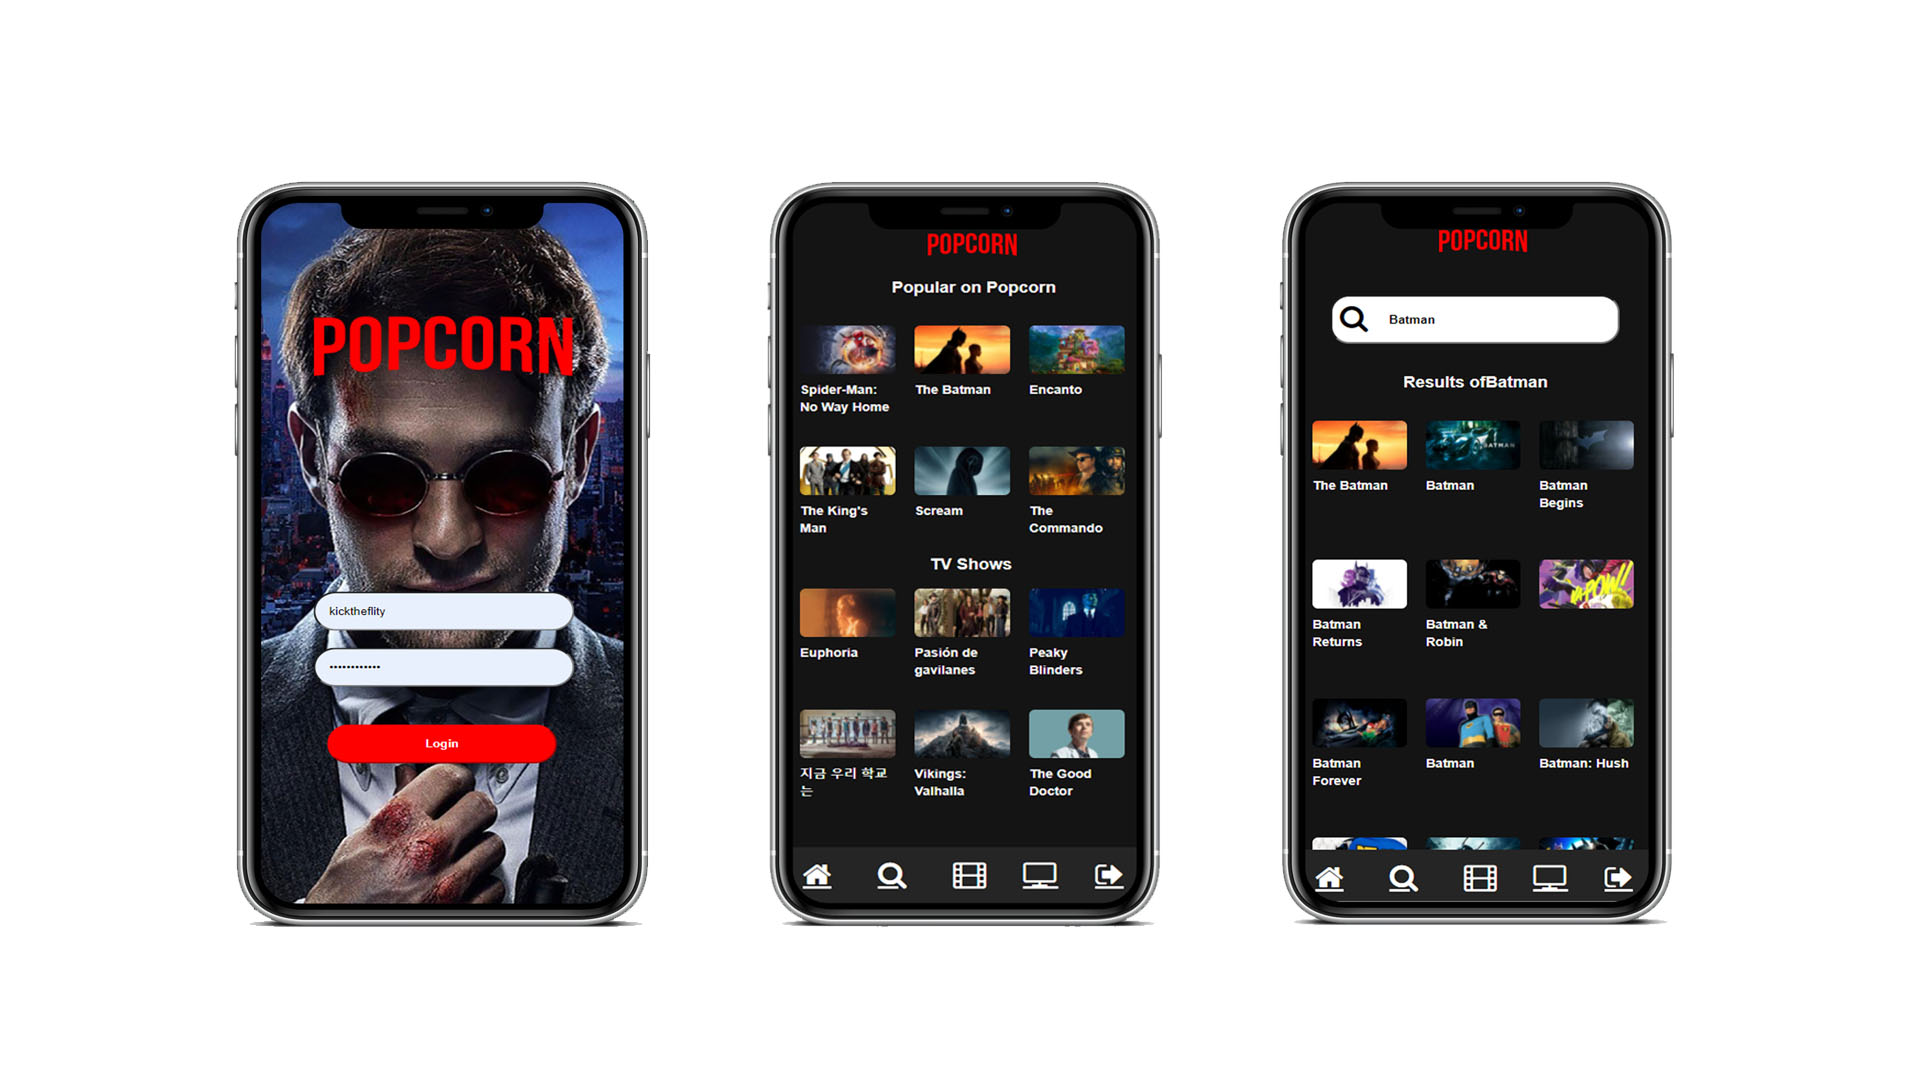 POPCORN
kicktheflity
Login
POPCORN
Popular on Popcorn
Spider-Man:
No Way Home
The Batman
Encanto
The King's
Man
Scream
The
Commando
TV Shows
Euphoria
Pasión de
gavilanes
Peaky
Blinders
지금 우리 학교
는
Vikings:
Valhalla
The Good
Doctor
POPCORN
Batman
Results ofBatman
The Batman
BATMAN
Batman
Batman
Begins
Batman
Returns
Batman &
Robin
KA-POW!
Batman
Forever
Batman
Batman: Hush